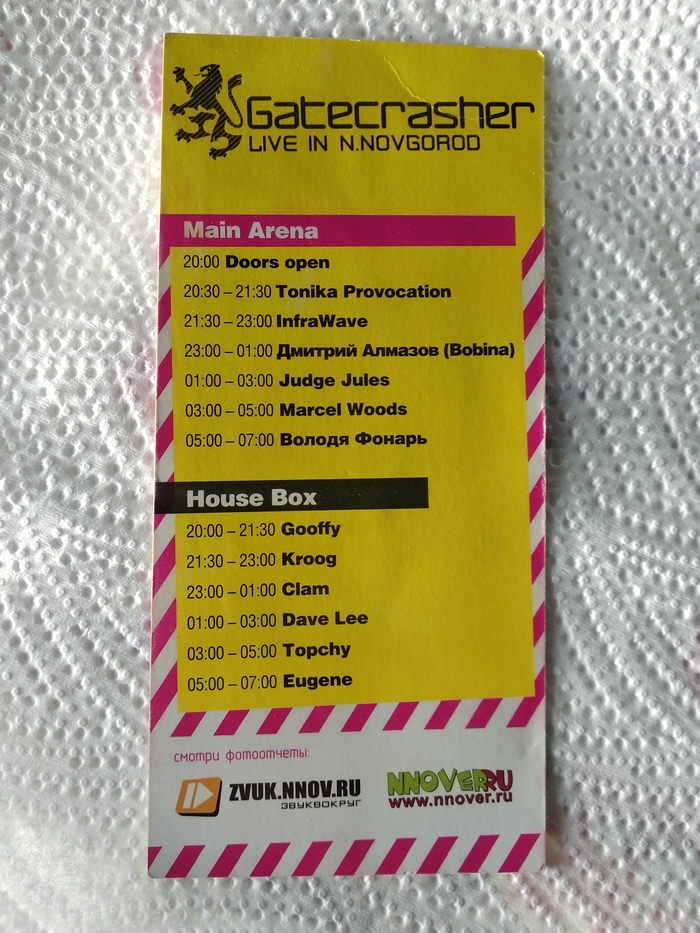 Gatecrasher
LIVE IN N.NOVGOROD
Main Arena
20:00 Doors open
20:30 – 21:30 Tonika Provocation
21:30 – 23:00 InfraWave
23:00 – 01:00 Дмитрий Алмазов (Bobina)
01:00 – 03:00 Judge Jules
03:00 – 05:00 Marcel Woods
05:00 – 07:00 Володя Фонарь
House Box
20:00 – 21:30 Gooffy
21:30 – 23:00 Kroog
23:00 – 01:00 Clam
01:00 – 03:00 Dave Lee
03:00 – 05:00 Topchy
05:00 – 07:00 Eugene
смотри фотоотчеты:
ZVUK.NNOV.RU
ЗВУКВОКРУГ
NNOVER.RU
www.nnover.ru